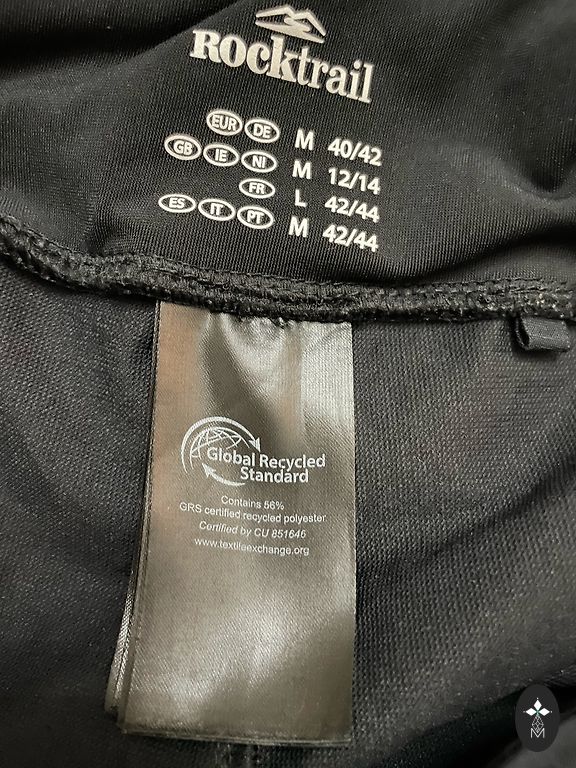 Rocktrail
EUR DE M 40/42
GB IE NI M 12/14
FR L 42/44
ES IT PT M 42/44
Global Recycled
Standard
Contains 56%
GRS certified recycled polyester
Certified by CU 851646
www.textileexchange.org
M